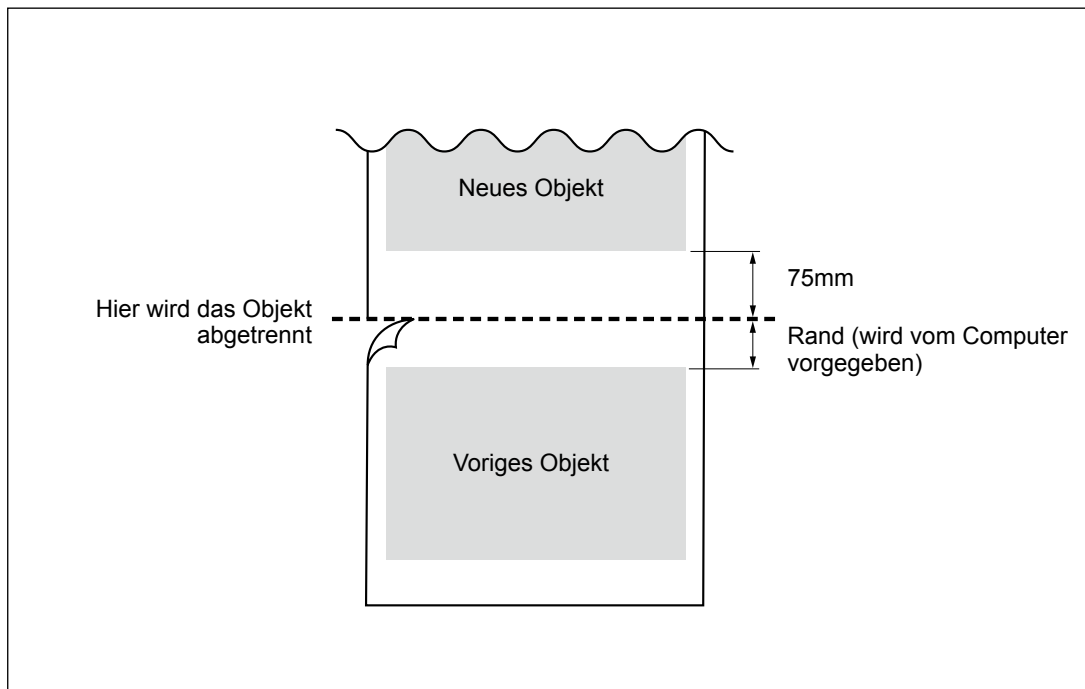 Neues Objekt
75mm
Hier wird das Objekt
abgetrennt
Rand (wird vom Computer
vorgegeben)
Voriges Objekt